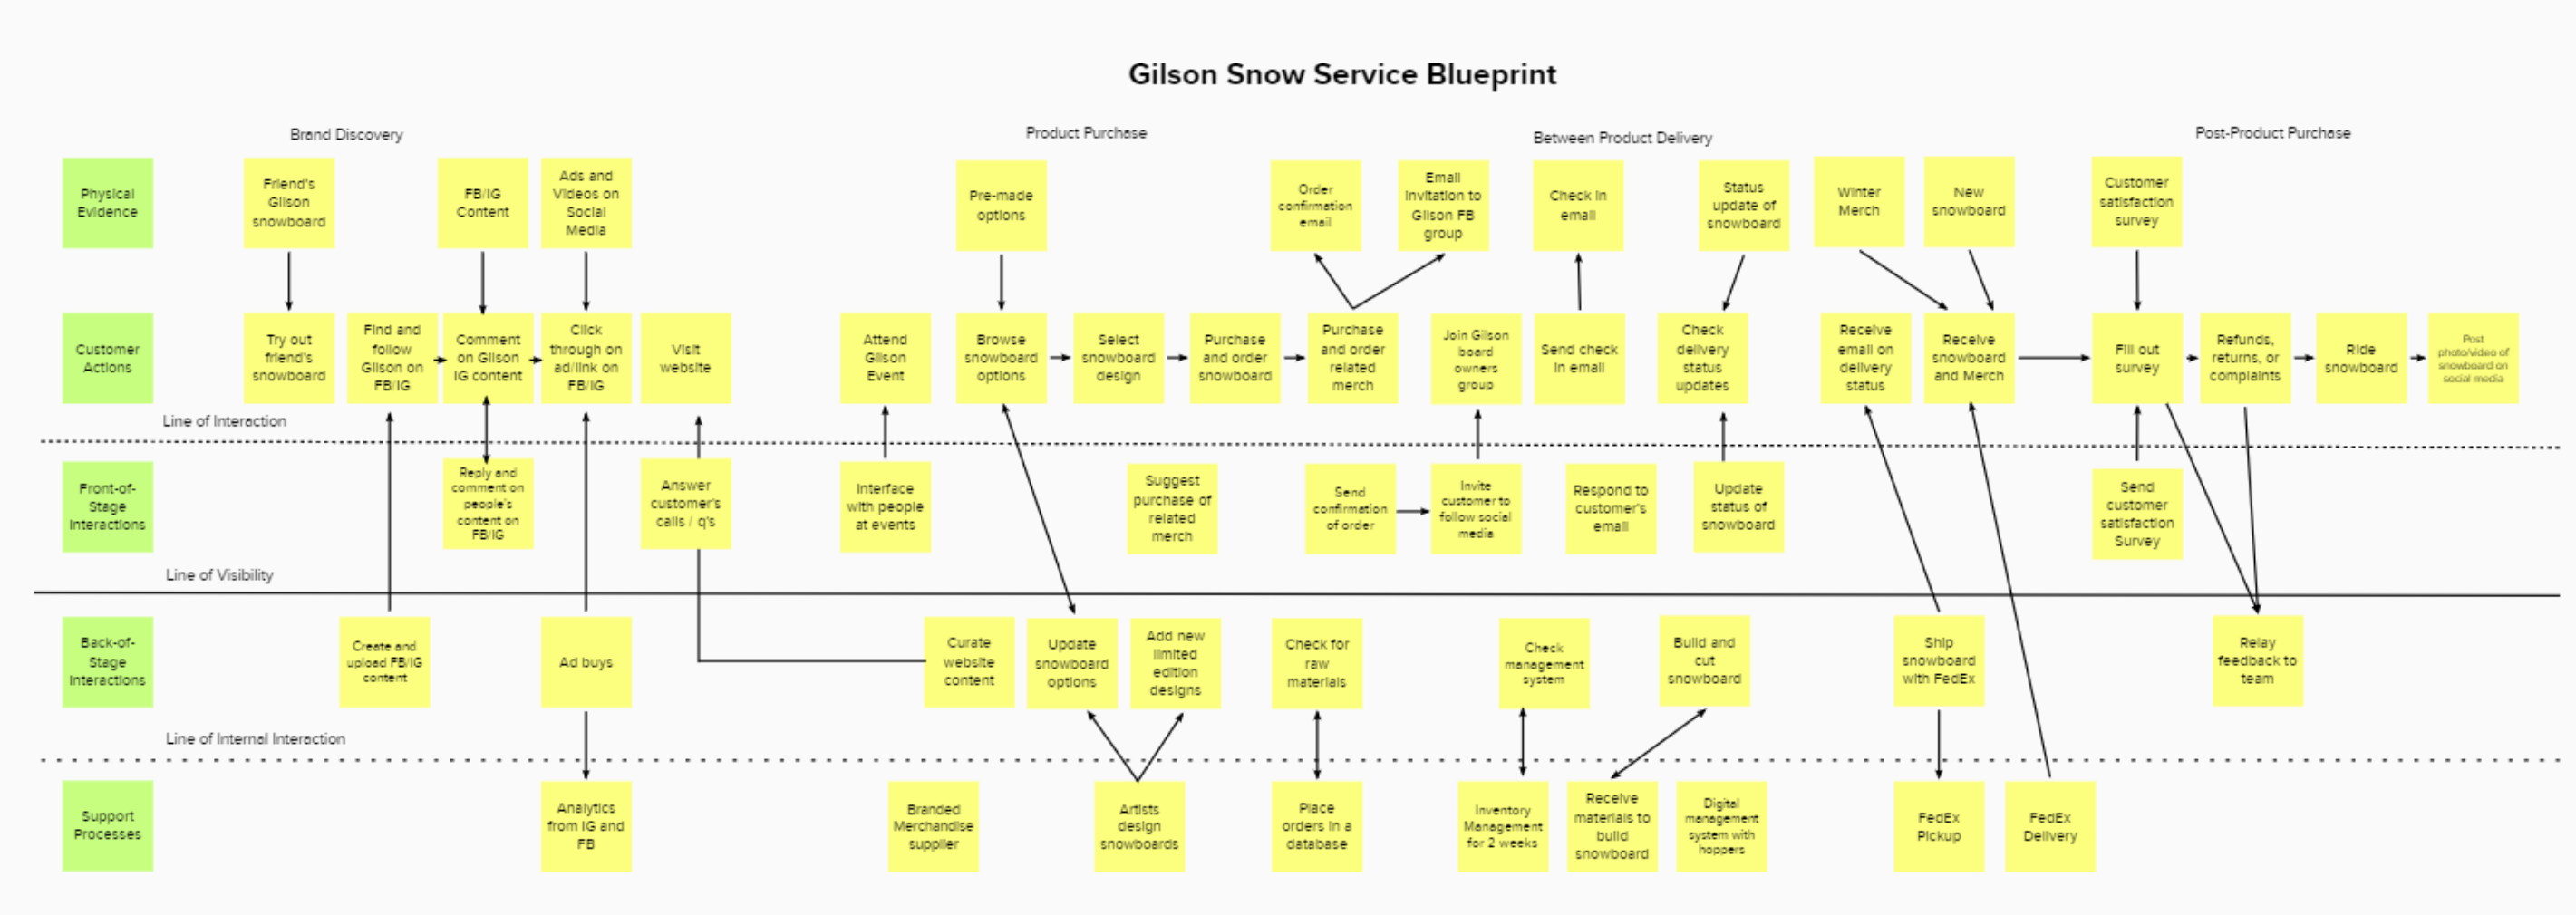 Gilson Snow Service Blueprint
Brand Discovery
Product Purchase
Between Product Delivery
Post-Product Purchase
Physical
Evidence
Friend's
Gilson
snowboard
FB/IG
Content
Ads and
Videos on
Social
Media
Pre-made
options
Order
confirmation
email
Email
invitation to
Gilson FB
group
Check in
email
Status
update of
snowboard
Winter
Merch
New
snowboard
Customer
satisfaction
survey
Customer
Actions
Try out
friend's
snowboard
Find and
follow
Gilson on
FB/IG
Comment
on Gilson
IG content
Click
through on
ad/link on
FB/IG
Visit
website
Attend
Gilson
Event
Browse
snowboard
options
Select
snowboard
design
Purchase
and order
snowboard
Purchase
and order
related
merch
Join Gilson
board
owners
group
Send check
in email
Check
delivery
status
updates
Receive
email on
delivery
status
Receive
snowboard
and Merch
Fill out
survey
Refunds,
returns, or
complaints
Ride
snowboard
Post
photo/video of
snowboard on
social media
Line of Interaction
Front-of-
Stage
Interactions
Reply and
comment on
people's
content on
FB/IG
Answer
customer's
calls / q's
Interface
with people
at events
Suggest
purchase of
related
merch
Send
confirmation
of order
Invite
customer to
follow social
media
Respond to
customer's
email
Update
status of
snowboard
Send
customer
satisfaction
Survey
Line of Visibility
Back-of-
Stage
Interactions
Create and
upload FB/IG
content
Ad buys
Curate
website
content
Update
snowboard
options
Add new
limited
edition
designs
Check for
raw
materials
Check
management
system
Build and
cut
snowboard
Ship
snowboard
with FedEx
Relay
feedback to
team
Line of Internal Interaction
Support
Processes
Analytics
from IG and
FB
Branded
Merchandise
supplier
Artists
design
snowboards
Place
orders in a
database
Inventory
Management
for 2 weeks
Receive
materials to
build
snowboard
Digital
management
system with
hoppers
FedEx
Pickup
FedEx
Delivery